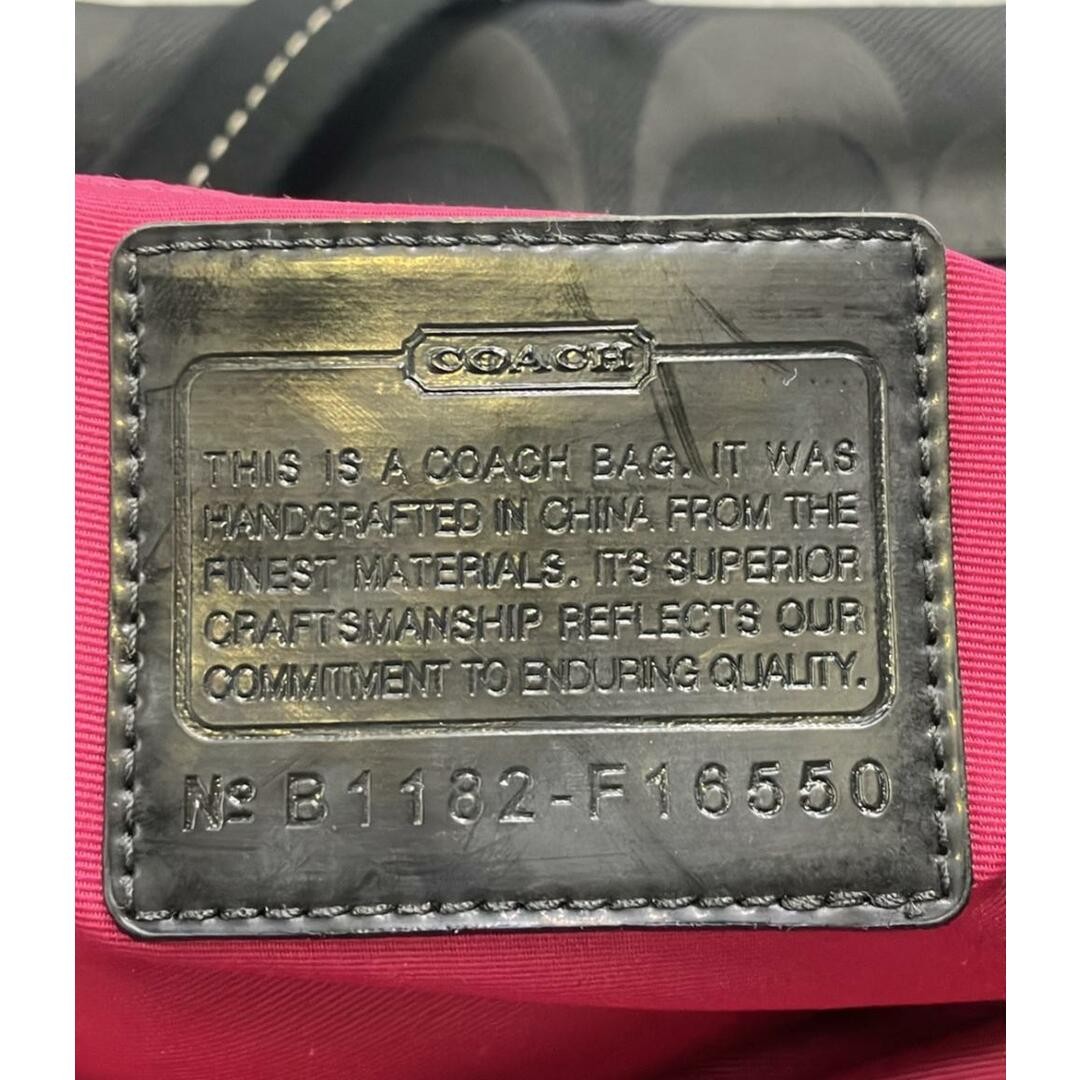 COACH
THIS IS A COACH BAG. IT WAS
HANDCRAFTED IN CHINA FROM THE
FINEST MATERIALS. ITS SUPERIOR
CRAFTSMANSHIP REFLECTS OUR
COMMITMENT TO ENDURING QUALITY.
Nº B1182-F16550